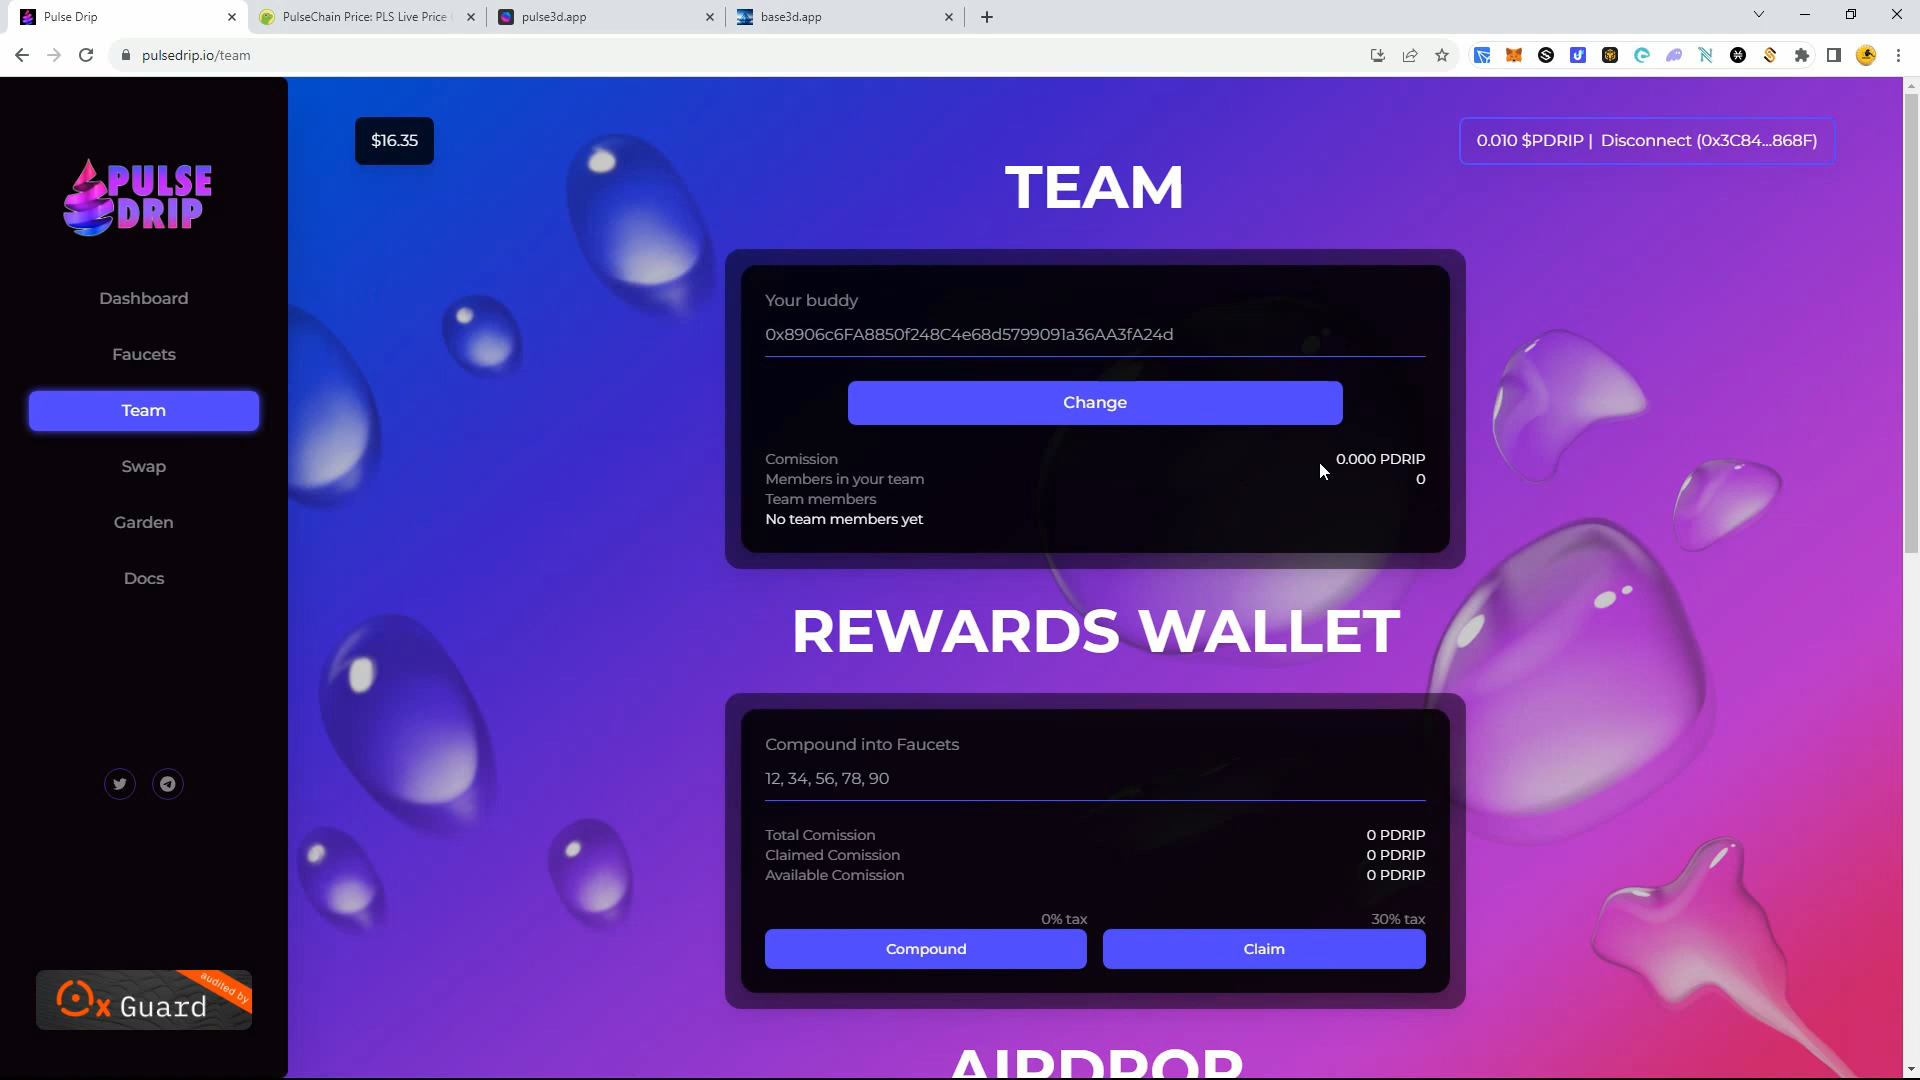 Pulse Drip
PulseChain Price: PLS Live Price
pulse3d.app
base3d.app
pulsedrip.io/team
$16.35
0.010 $PDRIP | Disconnect (0x3C84...868F)
PULSE
DRIP
Dashboard
Faucets
Team
Swap
Garden
Docs
audited by
0x Guard
TEAM
Your buddy
0x8906c6FA8850f248C4e68d5799091a36AA3fA24d
Change
Comission 0.000 PDRIP
Members in your team 0
Team members
No team members yet
REWARDS WALLET
Compound into Faucets
12, 34, 56, 78, 90
Total Comission 0 PDRIP
Claimed Comission 0 PDRIP
Available Comission 0 PDRIP
0% tax 30% tax
Compound Claim
AIRDROP